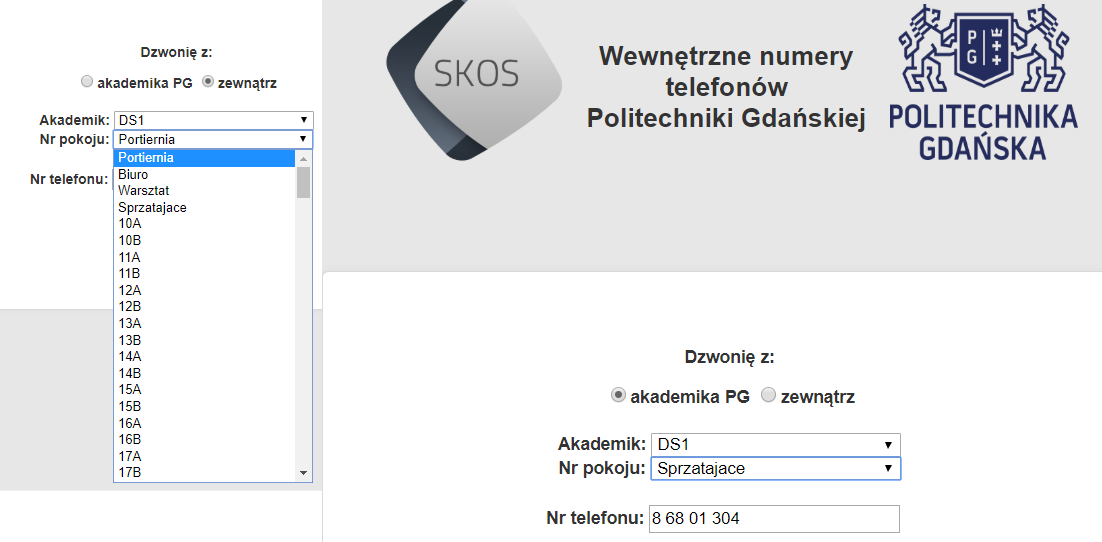 Dzwonię z:
akademika PG zewnątrz
Akademik: DS1
Nr pokoju: Portiernia
Portiernia
Biuro
Warsztat
Sprzatajace
10A
10B
11A
11B
12A
12B
13A
13B
14A
14B
15A
15B
16A
16B
17A
17B
Nr telefonu:
SKOS
Wewnętrzne numery
telefonów
Politechniki Gdańskiej
P G
POLITECHNIKA
GDAŃSKA
Dzwonię z:
akademika PG zewnątrz
Akademik: DS1
Nr pokoju: Sprzatajace
Nr telefonu: 8 68 01 304